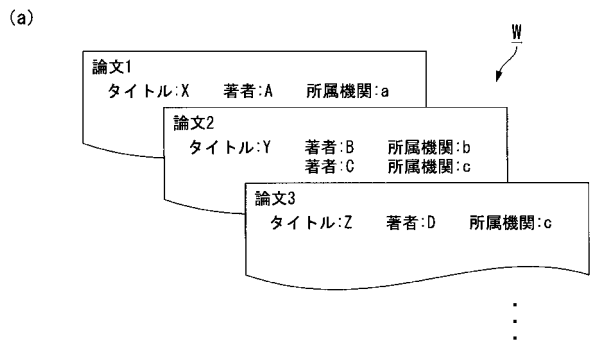 (a)
W
論文1
タイトル:X 著者:A 所属機関:a
論文2
タイトル:Y 著者:B 所属機関:b
著者:C 所属機関:c
論文3
タイトル:Z 著者:D 所属機関:c